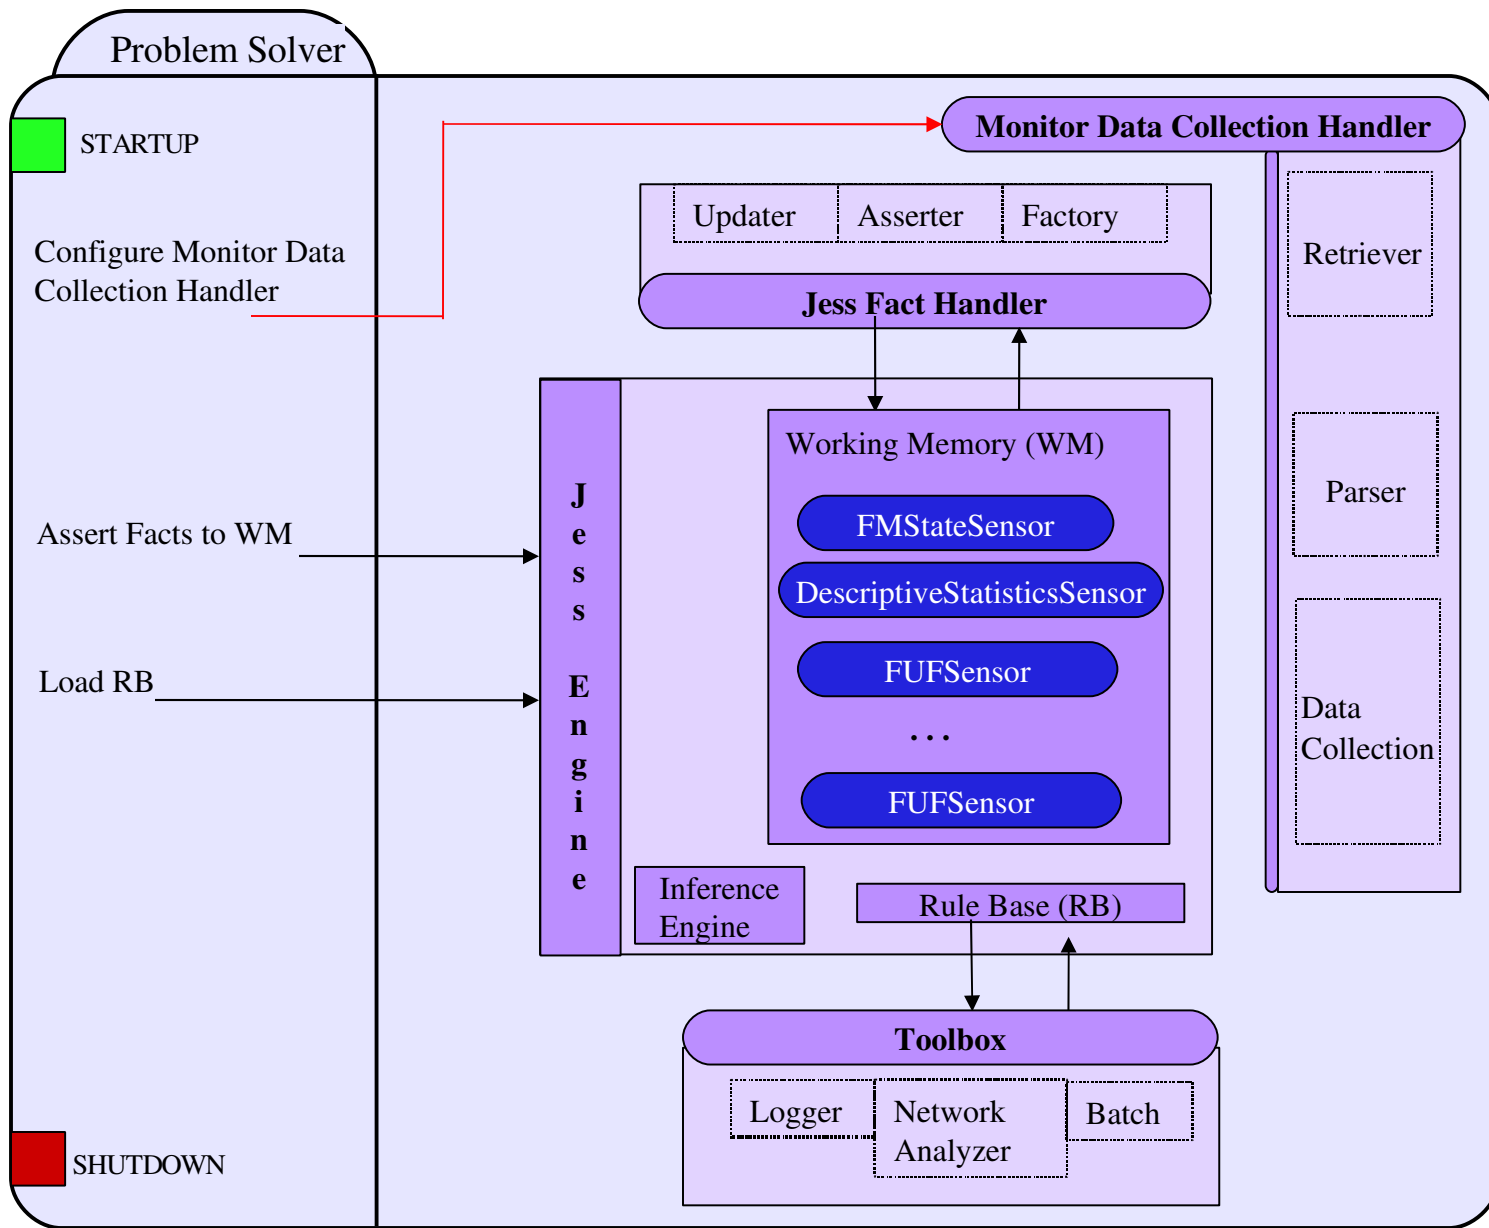 Problem Solver
STARTUP
Configure Monitor Data
Collection Handler
Assert Facts to WM
Load RB
SHUTDOWN
Monitor Data Collection Handler
Retriever
Parser
Data
Collection
Updater
Asserter
Factory
Jess Fact Handler
Jess Engine
Working Memory (WM)
FMStateSensor
DescriptiveStatisticsSensor
FUFSensor
...
FUFSensor
Inference
Engine
Rule Base (RB)
Toolbox
Logger
Network
Analyzer
Batch